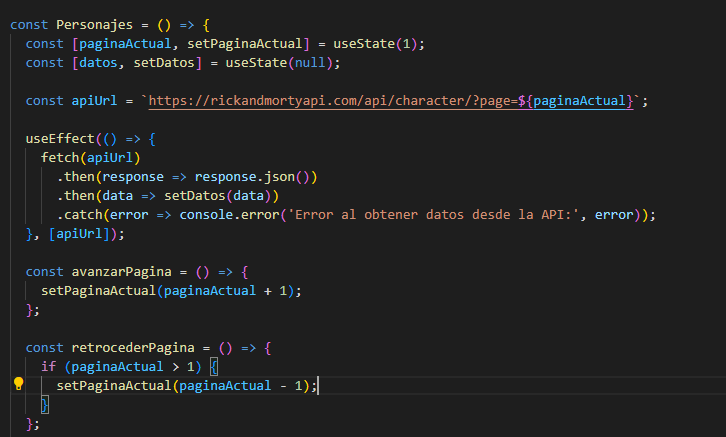 const Personajes = () => {
  const [paginaActual, setPaginaActual] = useState(1);
  const [datos, setDatos] = useState(null);

  const apiUrl = `https://rickandmortyapi.com/api/character/?page=${paginaActual}`;

  useEffect(() => {
    fetch(apiUrl)
      .then(response => response.json())
      .then(data => setDatos(data))
      .catch(error => console.error('Error al obtener datos desde la API:', error));
  }, [apiUrl]);

  const avanzarPagina = () => {
    setPaginaActual(paginaActual + 1);
  };

  const retrocederPagina = () => {
    if (paginaActual > 1) {
      setPaginaActual(paginaActual - 1);
    }
  };